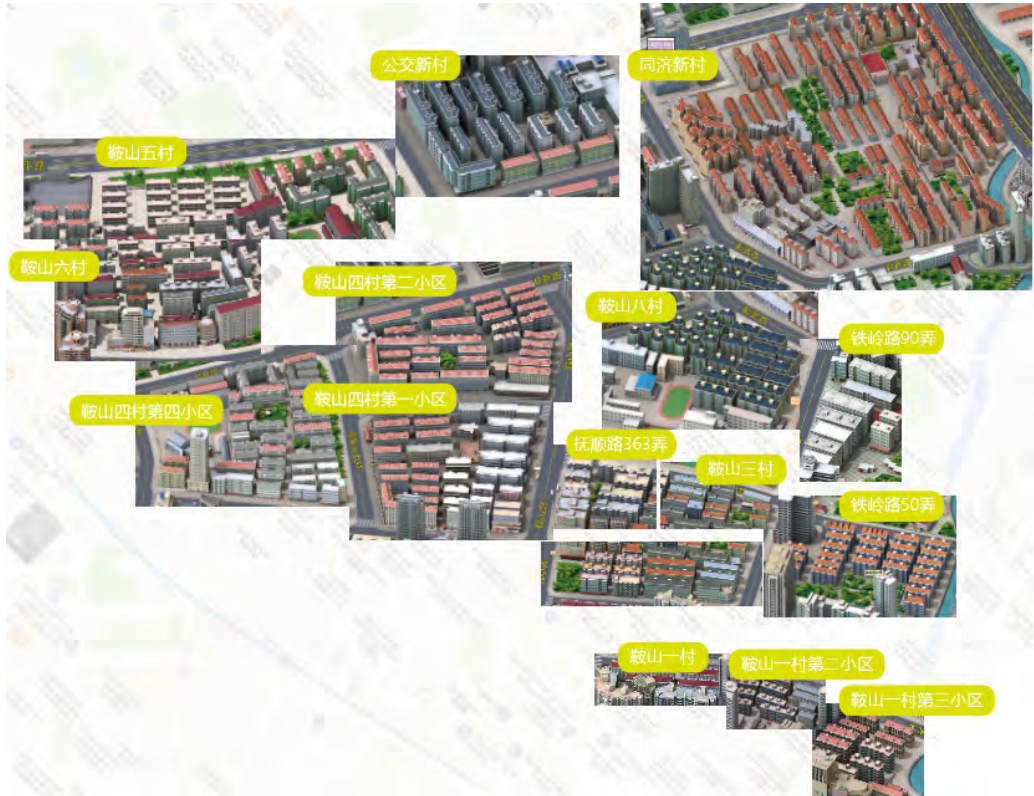 公交新村
同济新村
鞍山五村
鞍山六村
鞍山四村第二小区
鞍山八村
铁岭路90弄
鞍山四村第四小区
鞍山四村第一小区
抚顺路363弄
鞍山三村
铁岭路50弄
鞍山一村
鞍山一村第二小区
鞍山一村第三小区